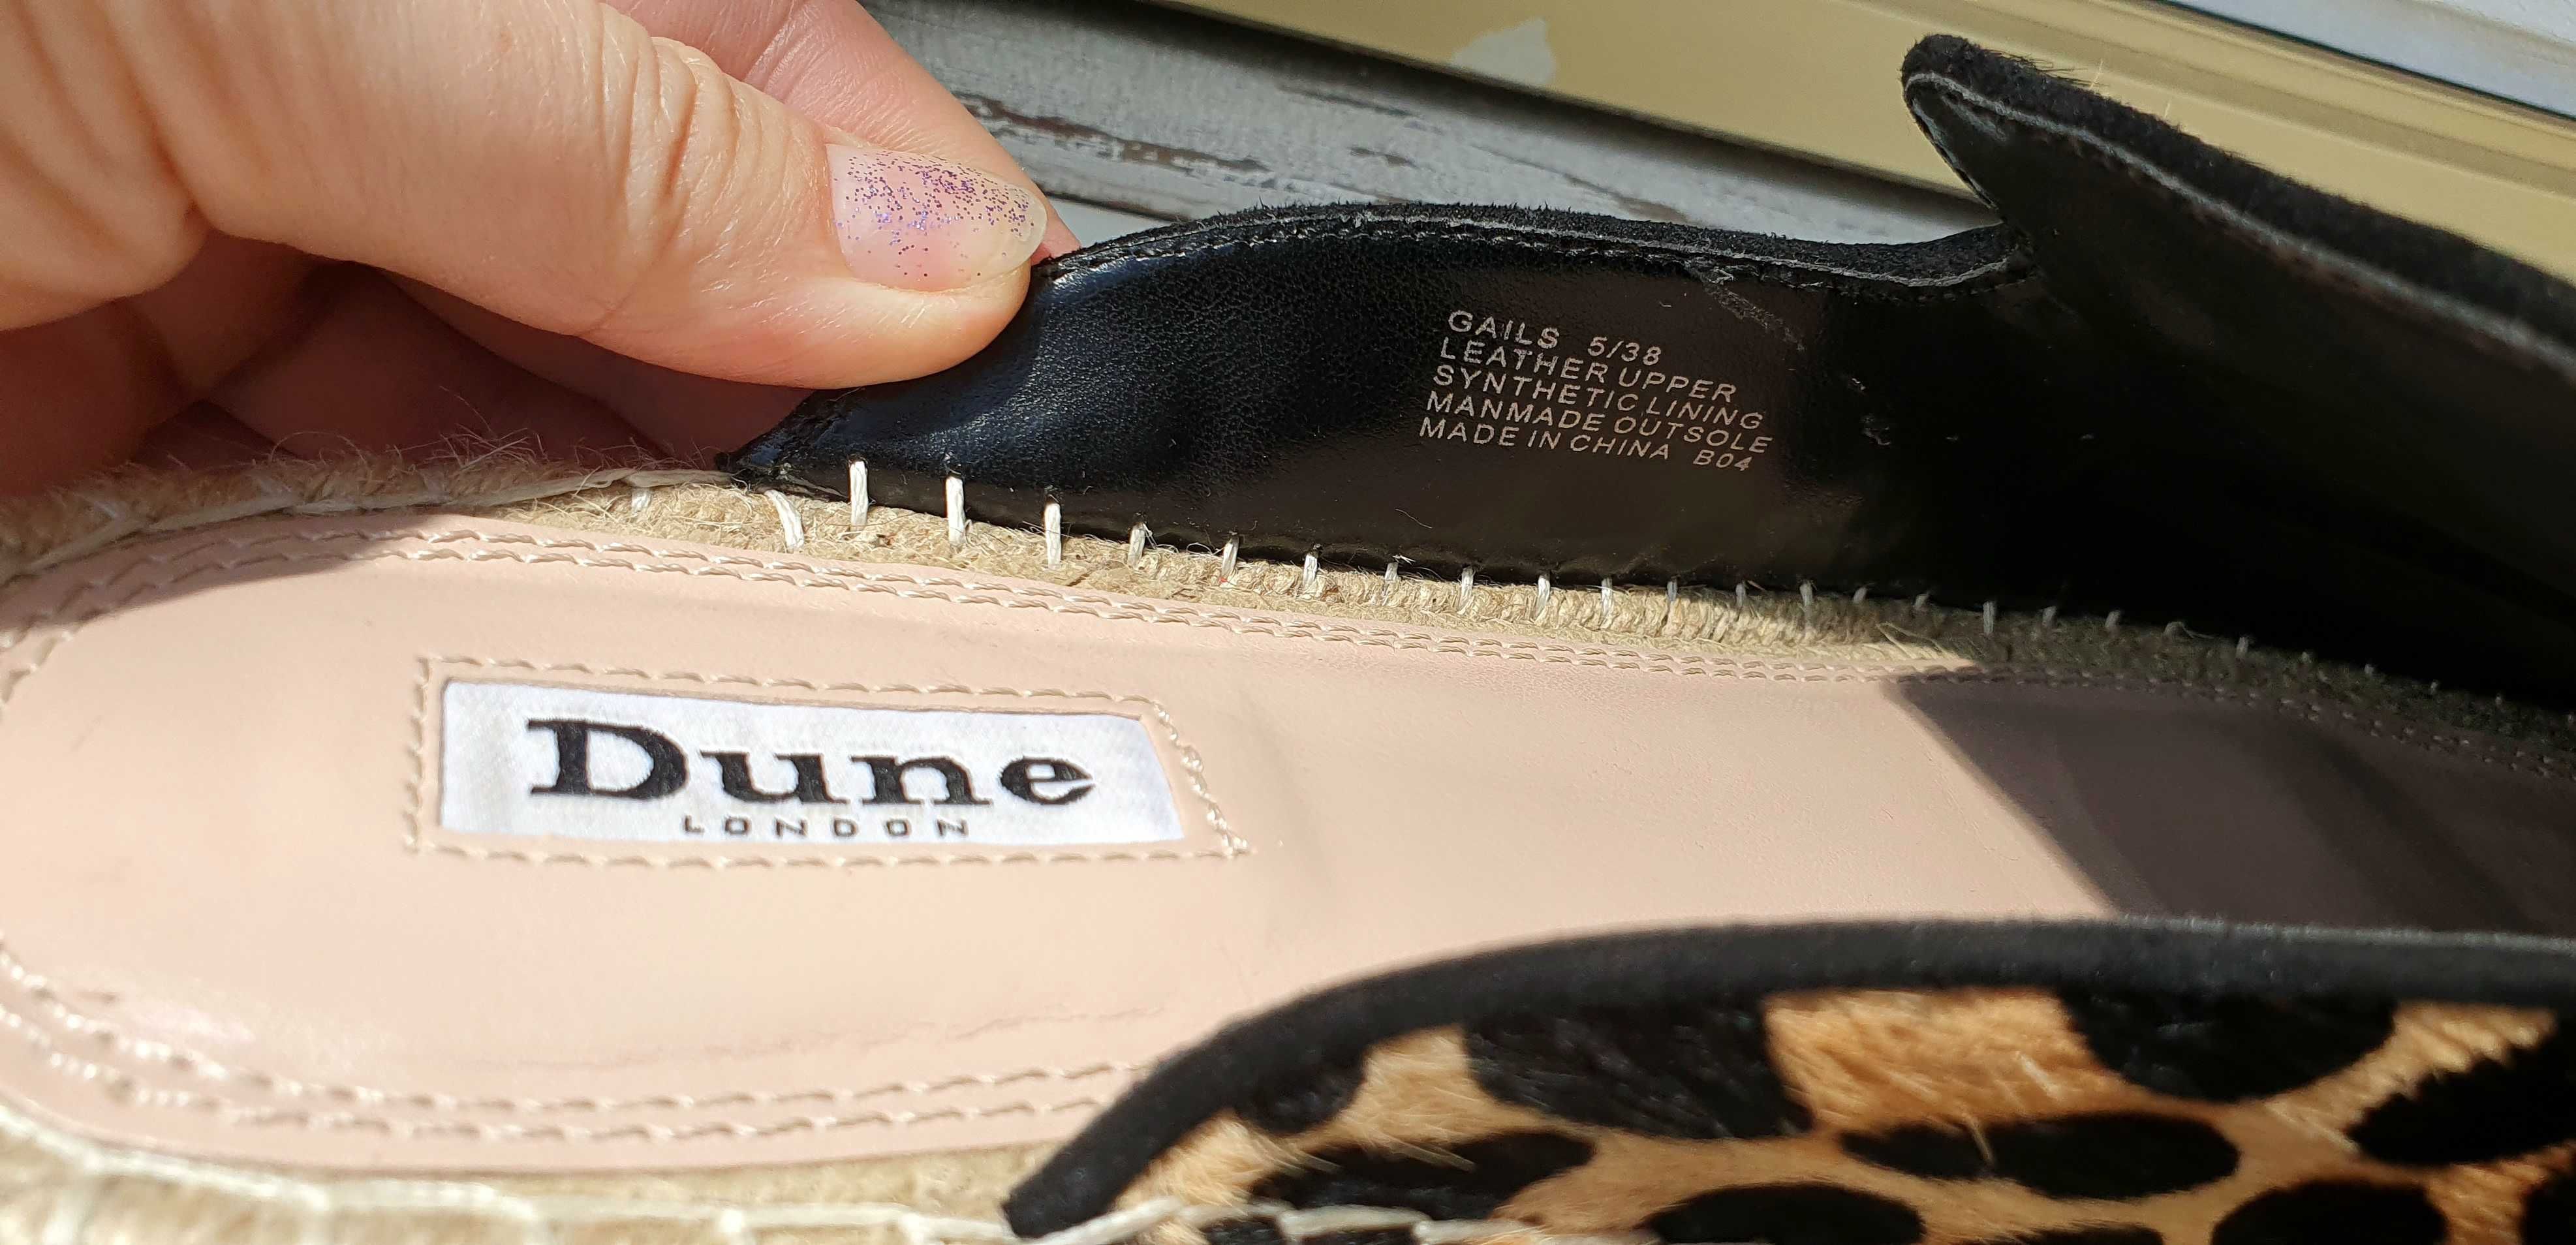 GAILS 5/38
LEATHER UPPER
SYNTHETIC LINING
MANMADE OUTSOLE
MADE IN CHINA B04
Dune
LONDON